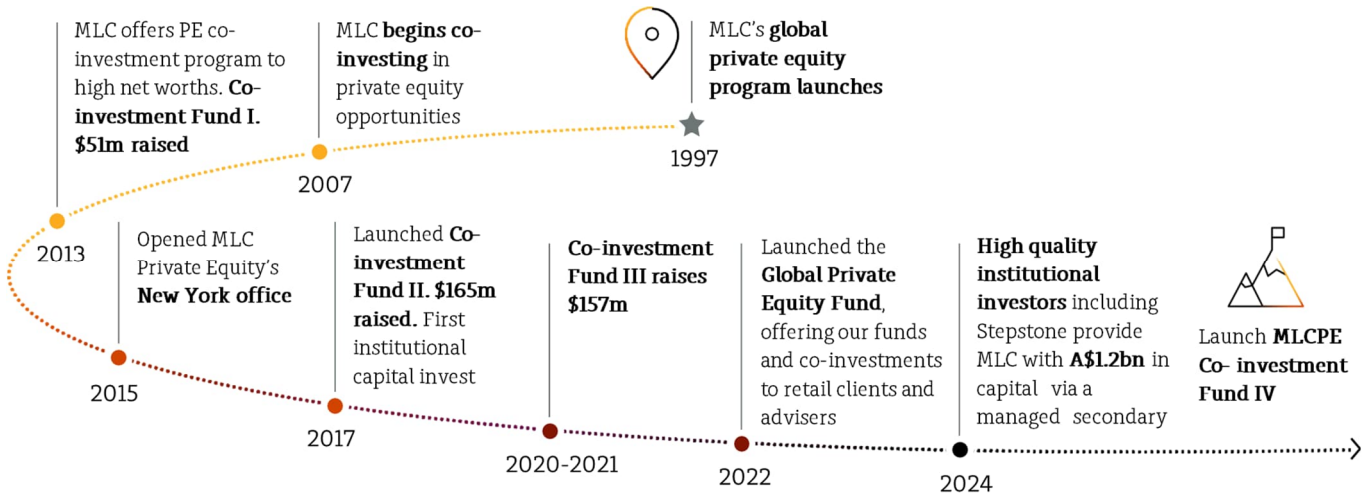 MLC offers PE co-
investment program to
high net worths. Co-
investment Fund I.
$51m raised
2013
MLC begins co-
investing in
private equity
opportunities
2007
MLC's global
private equity
program launches
1997
Opened MLC
Private Equity's
New York office
2015
Launched Co-
investment
Fund II. $165m
raised. First
institutional
capital invest
2017
Co-investment
Fund III raises
$157m
2020-2021
Launched the
Global Private
Equity Fund,
offering our funds
and co-investments
to retail clients and
advisers
2022
High quality
institutional
investors including
Stepstone provide
MLC with A$1.2bn in
capital via a
managed secondary
2024
Launch MLCPE
Co- investment
Fund IV